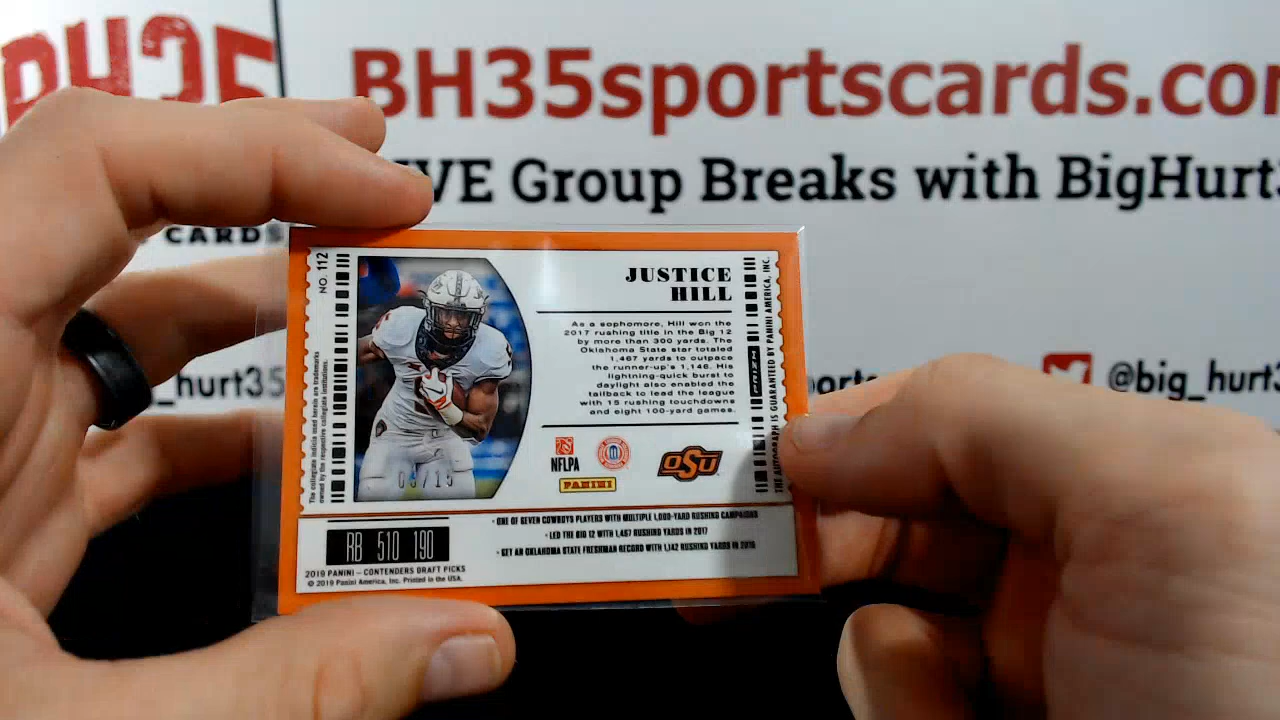 BH35
BH35sportscards.co
VE Group Breaks with BigHurt3
CARDS
_hurt35
ports
@big_hurt3
NO. 112
JUSTICE
HILL
As a sophomore, Hill won the
2017 rushing title in the Big 12
by more than 300 yards. The
Oklahoma State star totaled
1,467 yards to outpace
the runner-up's 1,146. His
lightning-quick burst to
daylight also enabled the
tailback to lead the league
with 15 rushing touchdowns
and eight 100-yard games.
The collegiate indicia used herein are trademarks
owned by the respective collegiate institutions.
PRIZM
THE AUTOGRAPH IS GUARANTEED BY PANINI AMERICA, INC.
NFLPA
PANINI
OSU
/15
RB 510 190
• ONE OF SEVEN COWBOYS PLAYERS WITH MULTIPLE 1,000-YARD RUSHING CAMPAIGNS
• LED THE BIG 12 WITH 1,467 RUSHING YARDS IN 2017
• SET AN OKLAHOMA STATE FRESHMAN RECORD WITH 1,142 RUSHING YARDS IN 2016
2019 PANINI – CONTENDERS DRAFT PICKS
© 2019 Panini America, Inc. Printed in the USA.